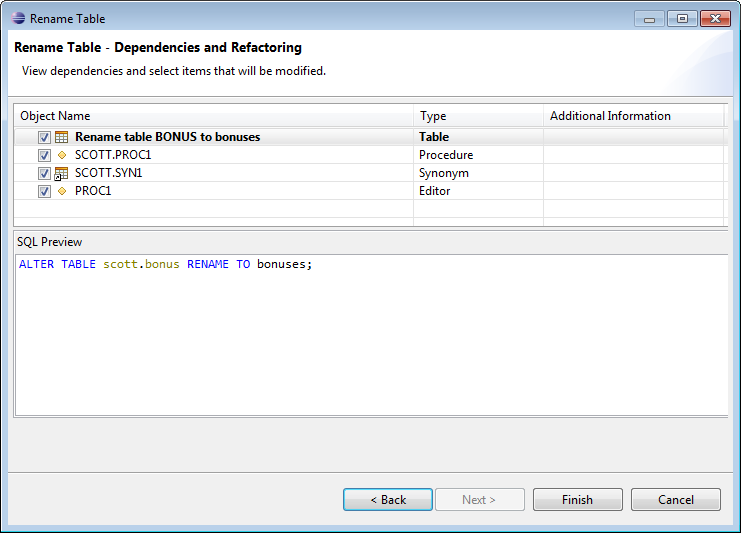 Rename Table
Rename Table - Dependencies and Refactoring
View dependencies and select items that will be modified.
Object Name Type Additional Information
Rename table BONUS to bonuses Table
SCOTT.PROC1 Procedure
SCOTT.SYN1 Synonym
PROC1 Editor
SQL Preview
ALTER TABLE scott.bonus RENAME TO bonuses;
< Back Next > Finish Cancel